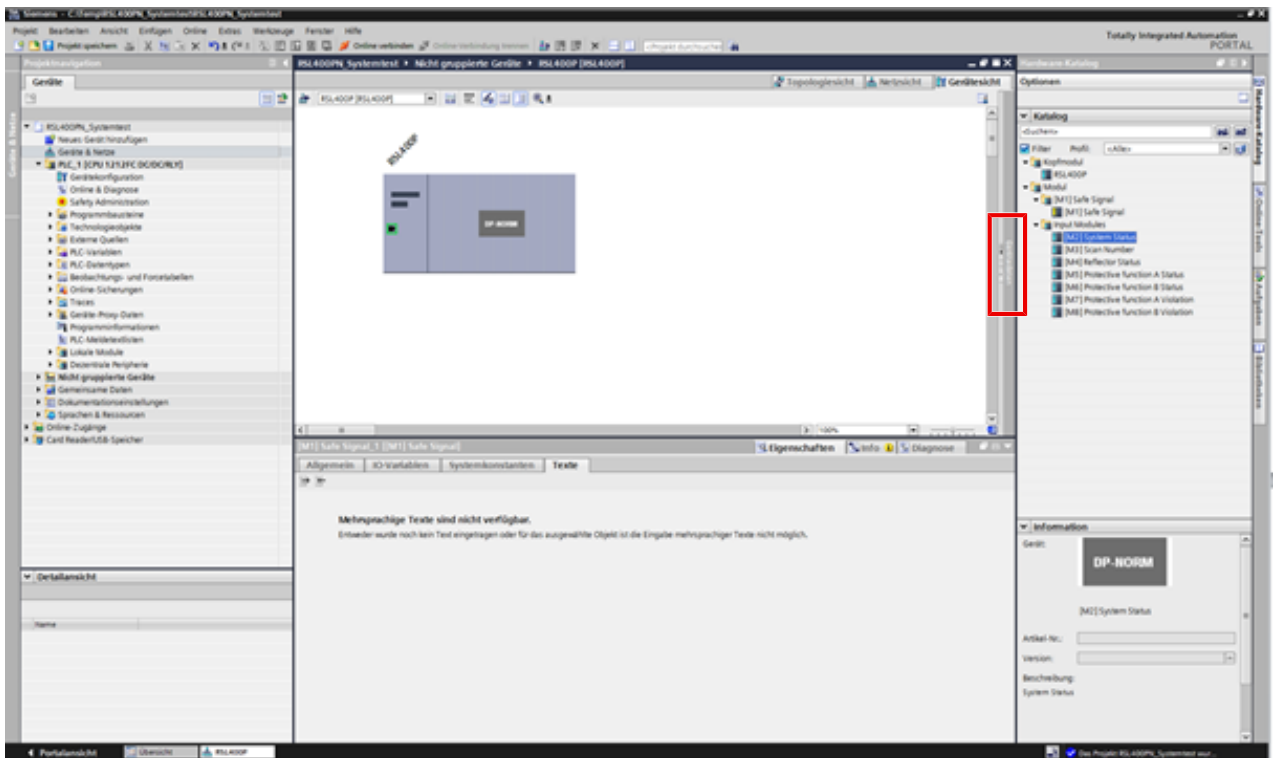 Siemens - C:\Temp\RSL400PN_Systemtest\RSL400PN_Systemtest
Projekt Bearbeiten Ansicht Einfügen Online Extras Werkzeuge Fenster Hilfe
Totally Integrated Automation
PORTAL
Projekt speichern
Online verbinden
Online-Verbindung trennen
<Projekt durchsuchen>
Projektnavigation
RSL400PN_Systemtest
Nicht gruppierte Geräte
RSL400P [RSL400P]
Hardware-Katalog
Geräte
Topologiesicht
Netzsicht
Gerätesicht
Optionen
RSL400P [RSL400P]
Geräte & Netze
RSL400PN_Systemtest
Neues Gerät hinzufügen
Geräte & Netze
PLC_1 [CPU 1212FC DC/DC/RLY]
Gerätekonfiguration
Online & Diagnose
Safety Administration
Programmbausteine
Technologieobjekte
Externe Quellen
PLC-Variablen
PLC-Datentypen
Beobachtungs- und Forcetabellen
Online-Sicherungen
Traces
Geräte-Proxy-Daten
Programminformationen
PLC-Meldetextlisten
Lokale Module
Dezentrale Peripherie
Nicht gruppierte Geräte
Gemeinsame Daten
Dokumentationseinstellungen
Sprachen & Ressourcen
Online-Zugänge
Card Reader/USB-Speicher
RSL400P
DP-NORM
100%
Katalog
<Suchen>
Filter Profil: <Alle>
Kopfmodul
RSL400P
Modul
[M1] Safe Signal
[M1] Safe Signal
Input Modules
[M2] System Status
[M3] Scan Number
[M4] Reflector Status
[M5] Protective function A Status
[M6] Protective function B Status
[M7] Protective function A Violation
[M8] Protective function B Violation
Hardware-Katalog
Online-Tools
Aufgaben
Bibliotheken
[M1] Safe Signal_1 [[M1] Safe Signal]
Eigenschaften
Info
Diagnose
Allgemein IO-Variablen Systemkonstanten Texte
Mehrsprachige Texte sind nicht verfügbar.
Entweder wurde noch kein Text eingetragen oder für das ausgewählte Objekt ist die Eingabe mehrsprachiger Texte nicht möglich.
Detailansicht
Name
Information
Gerät:
DP-NORM
[M2] System Status
Artikel-Nr.:
Version:
Beschreibung:
System Status
Portalansicht
Übersicht
RSL400P
Das Projekt RSL400PN_Systemtest wur...